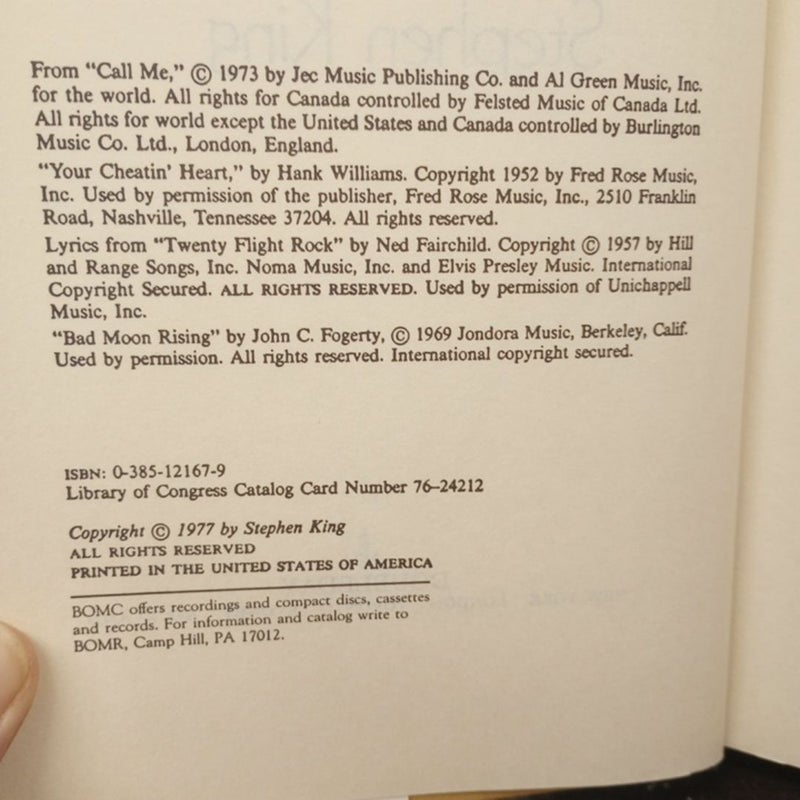 From “Call Me,” © 1973 by Jec Music Publishing Co. and Al Green Music, Inc.
for the world. All rights for Canada controlled by Felsted Music of Canada Ltd.
All rights for world except the United States and Canada controlled by Burlington
Music Co. Ltd., London, England.
“Your Cheatin’ Heart,” by Hank Williams. Copyright 1952 by Fred Rose Music,
Inc. Used by permission of the publisher, Fred Rose Music, Inc., 2510 Franklin
Road, Nashville, Tennessee 37204. All rights reserved.
Lyrics from “Twenty Flight Rock” by Ned Fairchild. Copyright © 1957 by Hill
and Range Songs, Inc. Noma Music, Inc. and Elvis Presley Music. International
Copyright Secured. ALL RIGHTS RESERVED. Used by permission of Unichappell
Music, Inc.
“Bad Moon Rising” by John C. Fogerty, © 1969 Jondora Music, Berkeley, Calif.
Used by permission. All rights reserved. International copyright secured.
ISBN: 0-385-12167-9
Library of Congress Catalog Card Number 76–24212
Copyright © 1977 by Stephen King
ALL RIGHTS RESERVED
PRINTED IN THE UNITED STATES OF AMERICA
BOMC offers recordings and compact discs, cassettes
and records. For information and catalog write to
BOMR, Camp Hill, PA 17012.